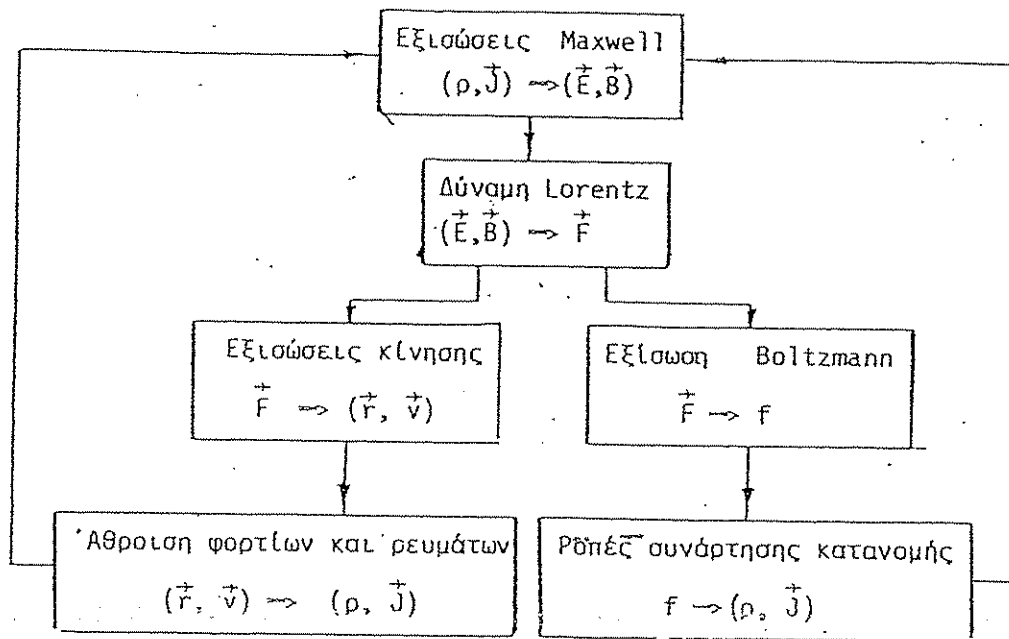 Εξισώσεις Maxwell
(ρ,J⃗) → (E⃗,B⃗)
Δύναμη Lorentz
(E⃗,B⃗) → F⃗
Εξισώσεις κίνησης
F⃗ → (r⃗, v⃗)
Εξίσωση Boltzmann
F⃗ → f
Άθροιση φορτίων και ρευμάτων
(r⃗, v⃗) → (ρ, J⃗)
Ροπές συνάρτησης κατανομής
f → (ρ, J⃗)